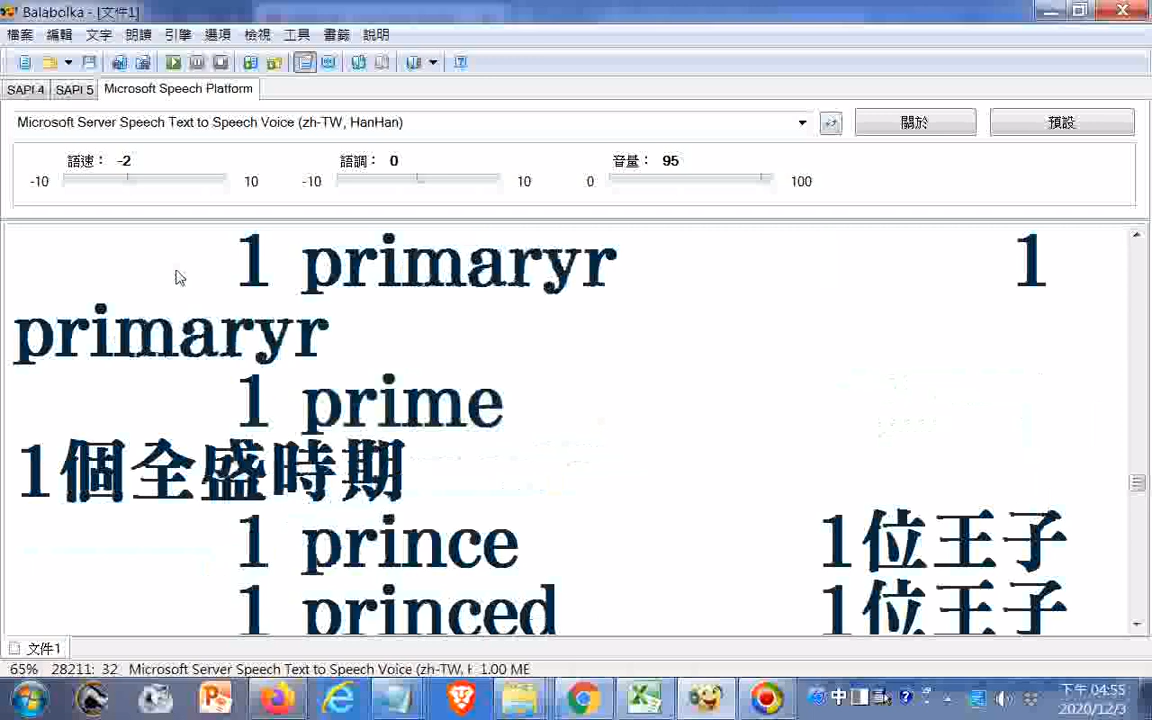 Balabolka - [文件1]
檔案 編輯 文字 朗讀 引擎 選項 檢視 工具 書籤 說明
SAPI 4 SAPI 5 Microsoft Speech Platform
Microsoft Server Speech Text to Speech Voice (zh-TW, HanHan) 關於 預設
語速： -2 語調： 0 音量： 95
-10 10 -10 10 0 100
1 primaryr 1
primaryr
1 prime
1個全盛時期
1 prince 1位王子
1 princed 1位王子
文件1
65% 28211: 32 Microsoft Server Speech Text to Speech Voice (zh-TW, 1.00 ME
中 下午 04:55
2020/12/3